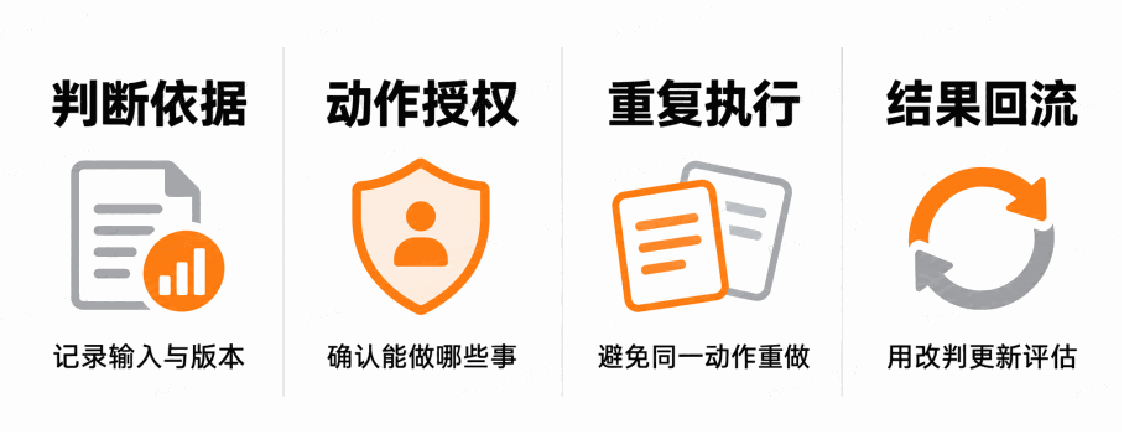 判断依据
记录输入与版本
动作授权
确认能做哪些事
重复执行
避免同一动作重做
结果回流
用改判更新评估